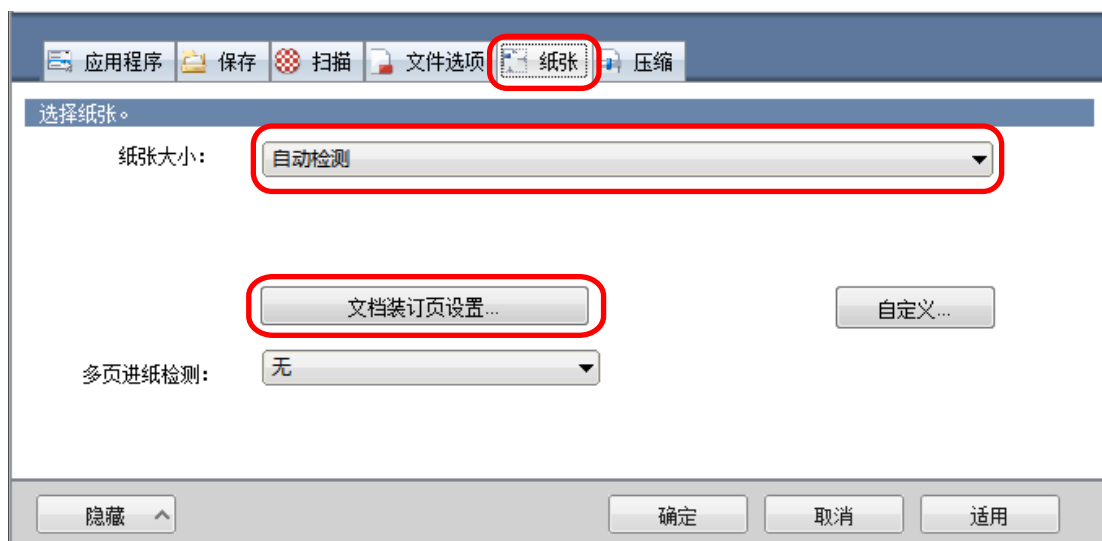 应用程序 保存 扫描 文件选项 纸张 压缩
选择纸张。
纸张大小： 自动检测
文档装订页设置... 自定义...
多页进纸检测： 无
隐藏 确定 取消 适用